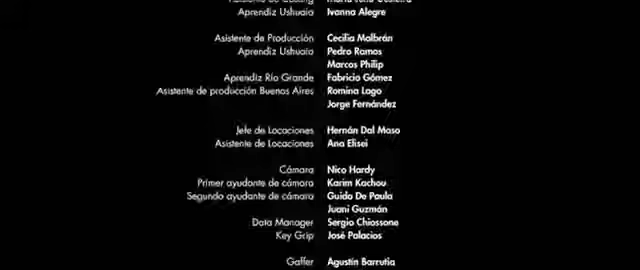 Aprendiz Ushuaia Ivanna Alegre
Asistente de Producción Cecilia Malbrán
Aprendiz Ushuaia Pedro Ramos
Marcos Philip
Aprendiz Río Grande Fabricio Gómez
Asistente de producción Buenos Aires Romina Lago
Jorge Fernández
Jefe de Locaciones Hernán Dal Maso
Asistente de Locaciones Ana Elisei
Cámara Nico Hardy
Primer ayudante de cámara Karim Kachou
Segundo ayudante de cámara Guido De Paula
Juani Guzmán
Data Manager Sergio Chiossone
Key Grip José Palacios
Gaffer Agustín Barrutia